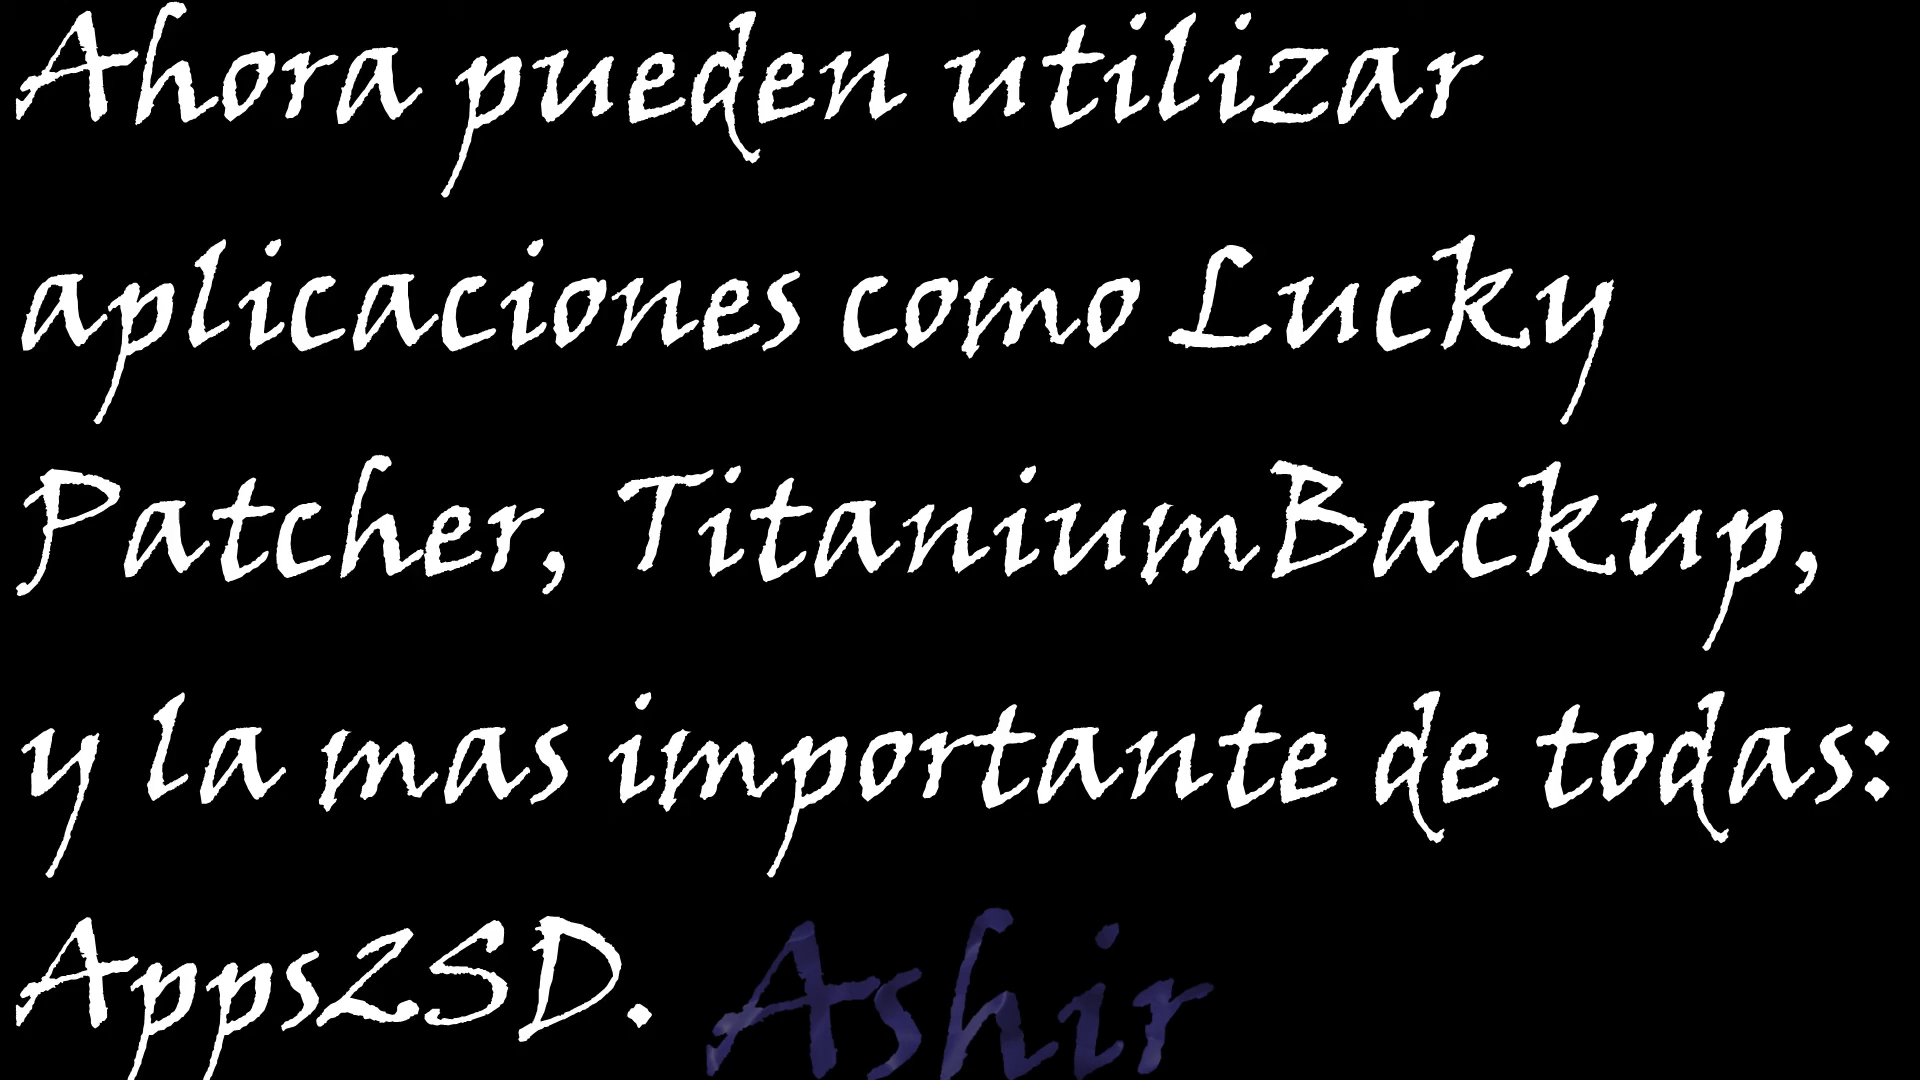 Ahora pueden utilizar
aplicaciones como Lucky
Patcher, TitaniumBackup,
y la mas importante de todas:
Apps2SD. Ashir